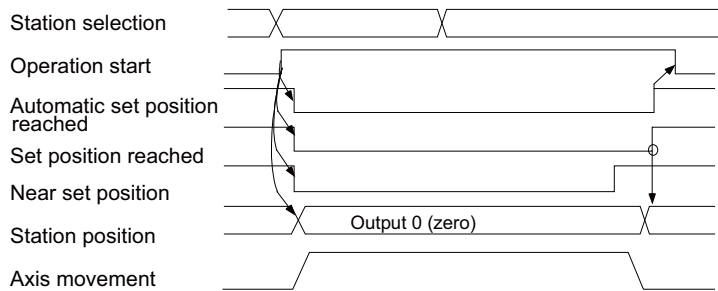 Station selection
Operation start
Automatic set position
reached
Set position reached
Near set position
Output 0 (zero)
Station position
Axis movement